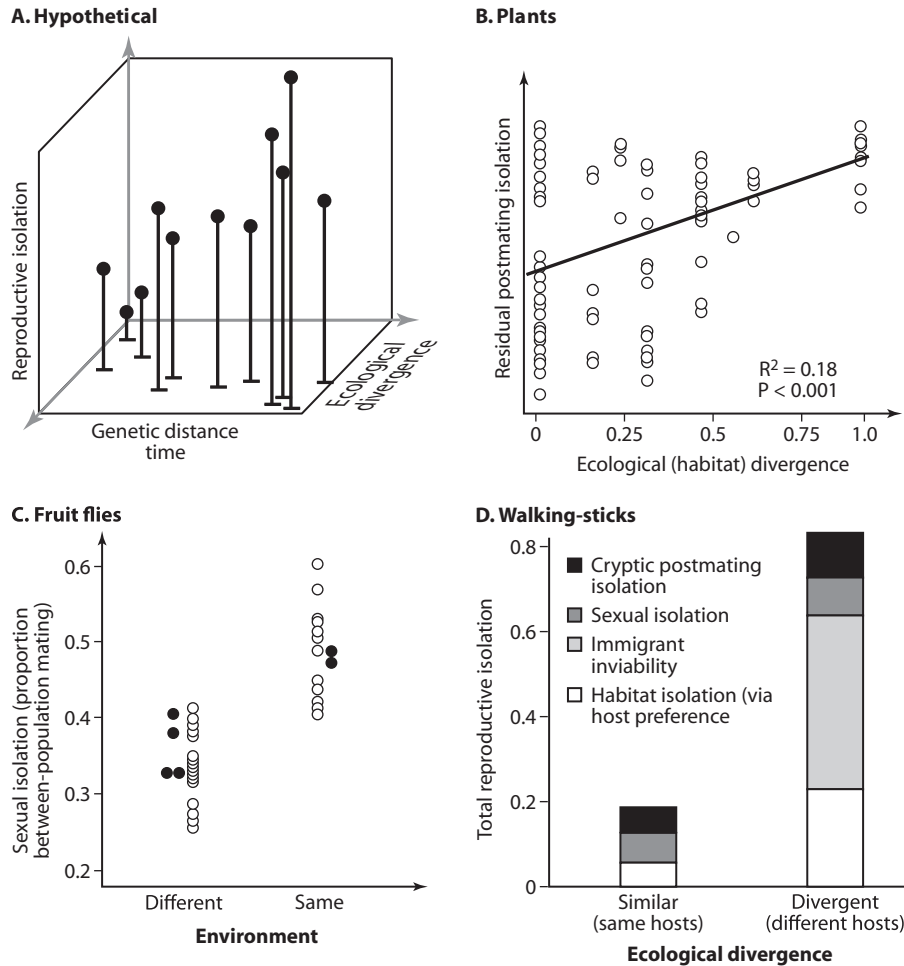 A. Hypothetical
Reproductive isolation
Genetic distance
time
Ecological
divergence
B. Plants
Residual postmating isolation
R² = 0.18
P < 0.001
0
0.25
0.5
0.75
1.0
Ecological (habitat) divergence
C. Fruit flies
Sexual isolation (proportion
between-population mating)
0.6
0.5
0.4
0.3
0.2
Different
Same
Environment
D. Walking-sticks
Total reproductive isolation
0.8
0.6
0.4
0.2
0
Cryptic postmating
isolation
Sexual isolation
Immigrant
inviability
Habitat isolation (via
host preference
Similar
(same hosts)
Divergent
(different hosts)
Ecological divergence